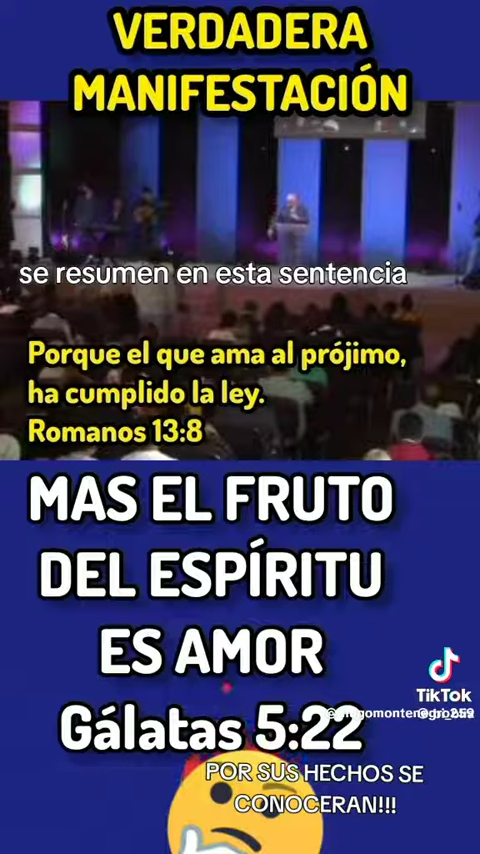 VERDADERA
MANIFESTACIÓN
se resumen en esta sentencia
Porque el que ama al prójimo,
ha cumplido la ley.
Romanos 13:8
MAS EL FRUTO
DEL ESPÍRITU
ES AMOR
Gálatas 5:22
TikTok
POR SUS HECHOS SE
CONOCERAN!!!